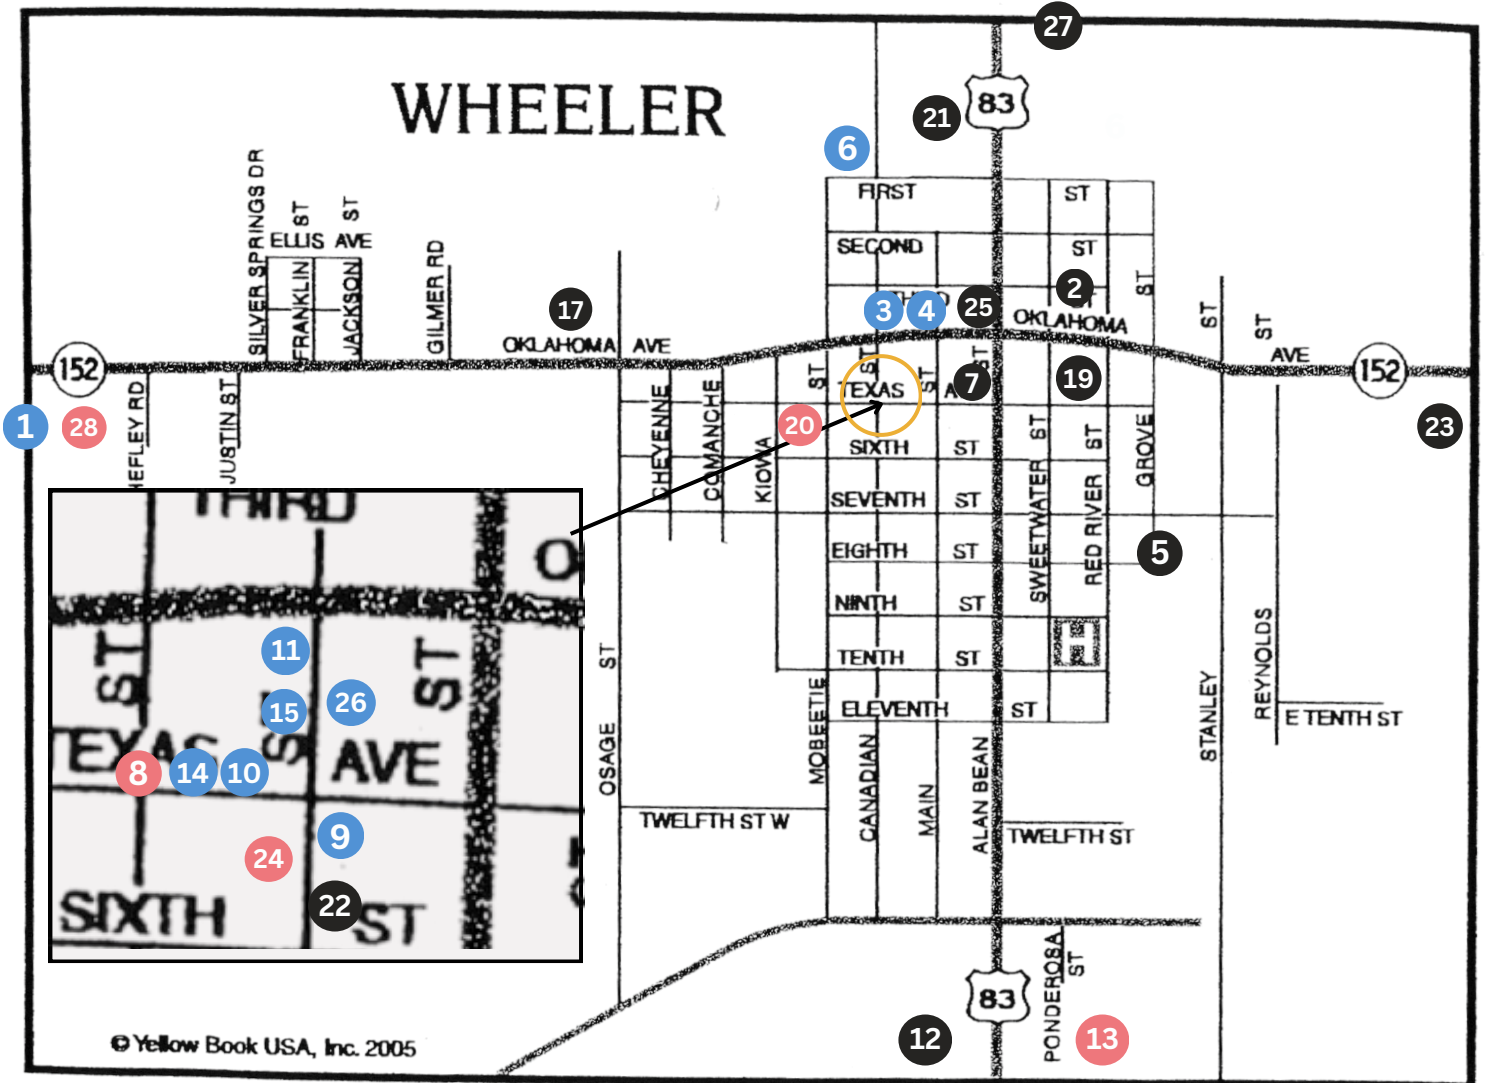 27
83
21
WHEELER
6
SILVER SPRINGS DR
ST
ST
ELLIS AVE
FRANKLIN
JACKSON
GILMER RD
FIRST ST
SECOND ST
ST
2
17
3
4
25
OKLAHOMA
OKLAHOMA AVE
ST
ST
AVE
152
152
HEFLEY RD
JUSTIN ST
1
28
CHEYENNE
COMANCHE
KIOWA
ST
ST
ST
ST
TEXAS A
7
19
20
23
SIXTH ST
SEVENTH ST
EIGHTH ST
NINTH ST
TENTH ST
ELEVENTH ST
SWEETWATER ST
RED RIVER ST
GROVE
5
H
THIRD
O
11
ST
ST
15
26
TEXAS AVE
8
14
10
9
24
22
SIXTH ST
OSAGE ST
MOBEETIE
CANADIAN
MAIN
ALAN BEAN
STANLEY
REYNOLDS
E TENTH ST
TWELFTH ST W
TWELFTH ST
PONDEROSA ST
83
12
13
© Yellow Book USA, Inc. 2005